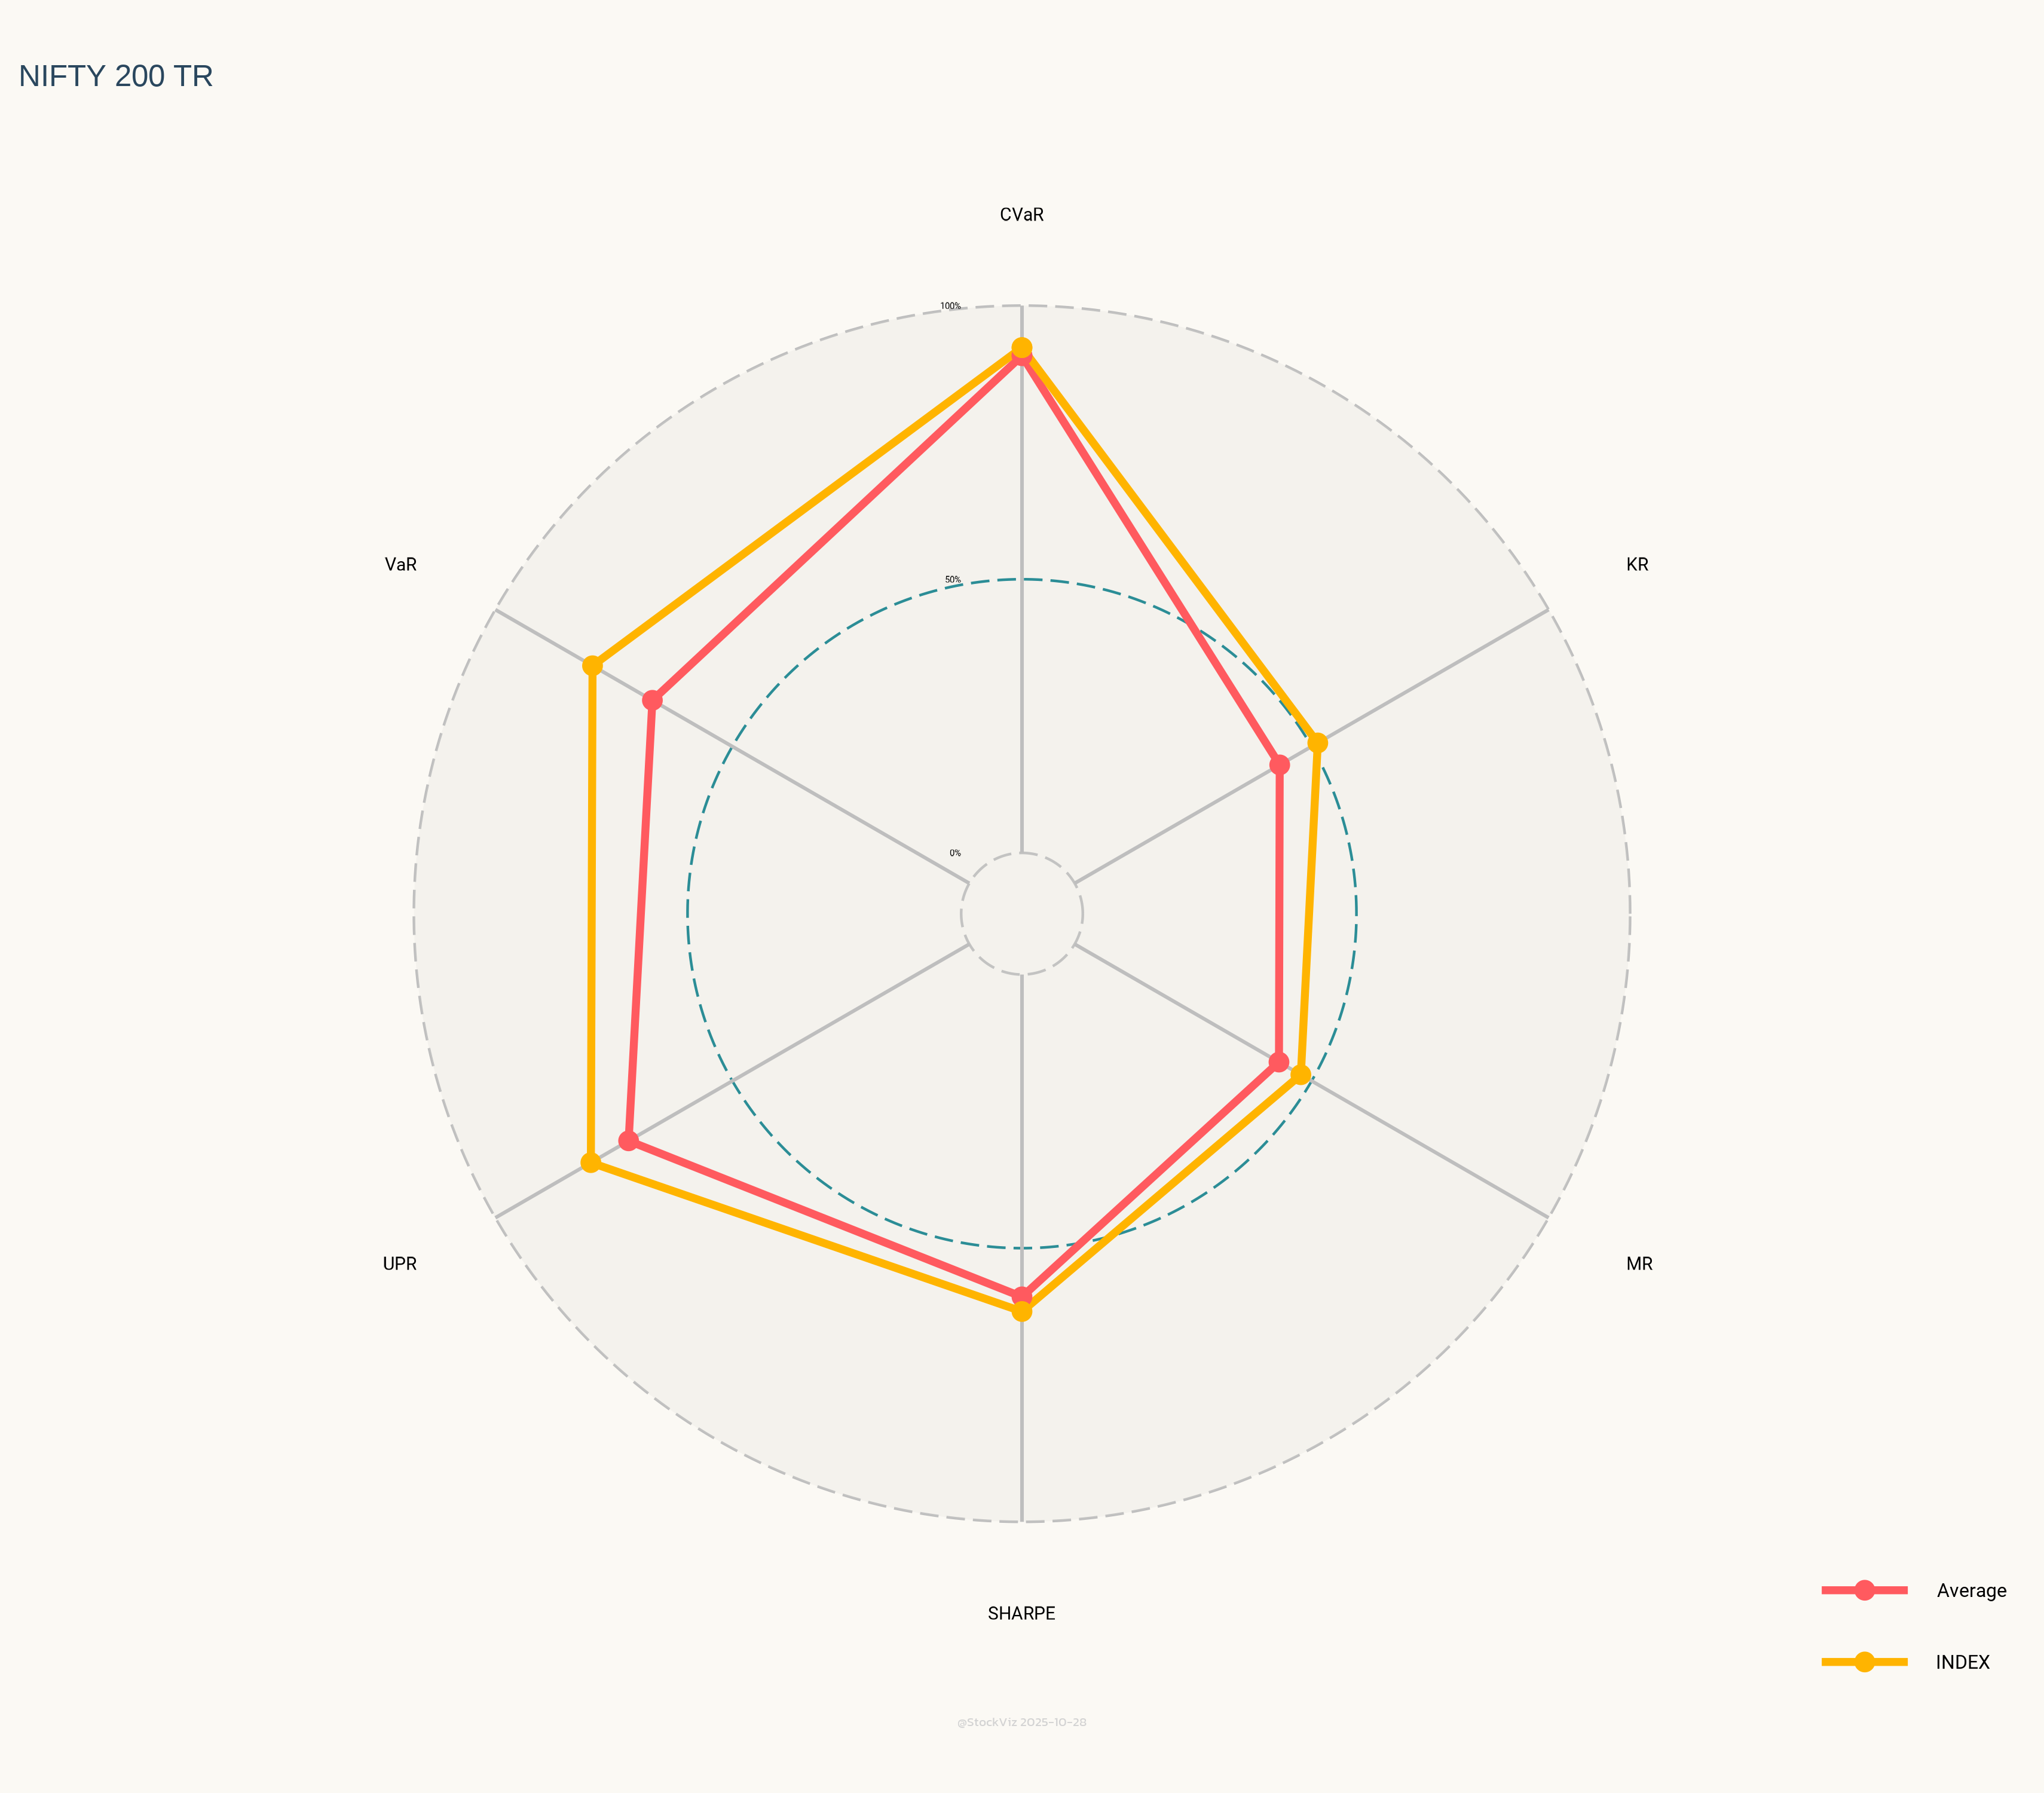 NIFTY 200 TR
CVaR
100%
KR
VaR
50%
0%
UPR
MR
SHARPE
Average
INDEX
@StockViz 2025-10-28